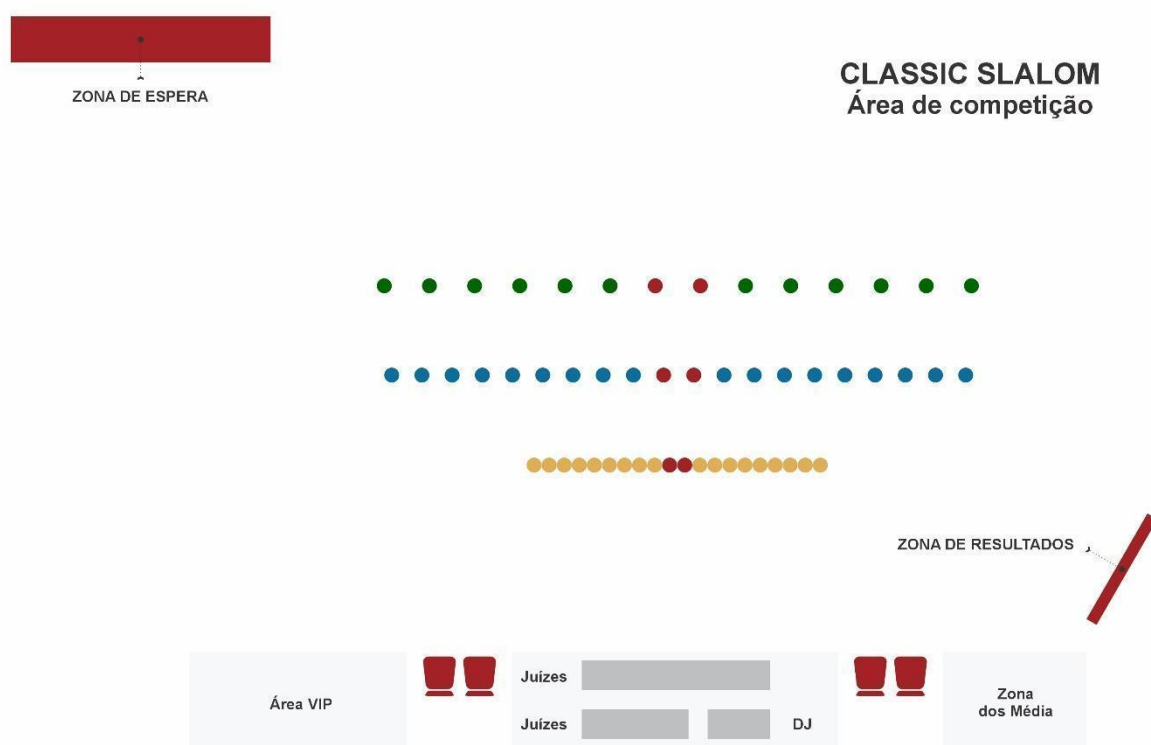 ZONA DE ESPERA
CLASSIC SLALOM
Área de competição
ZONA DE RESULTADOS
Área VIP
Juízes
Juízes
DJ
Zona
dos Média